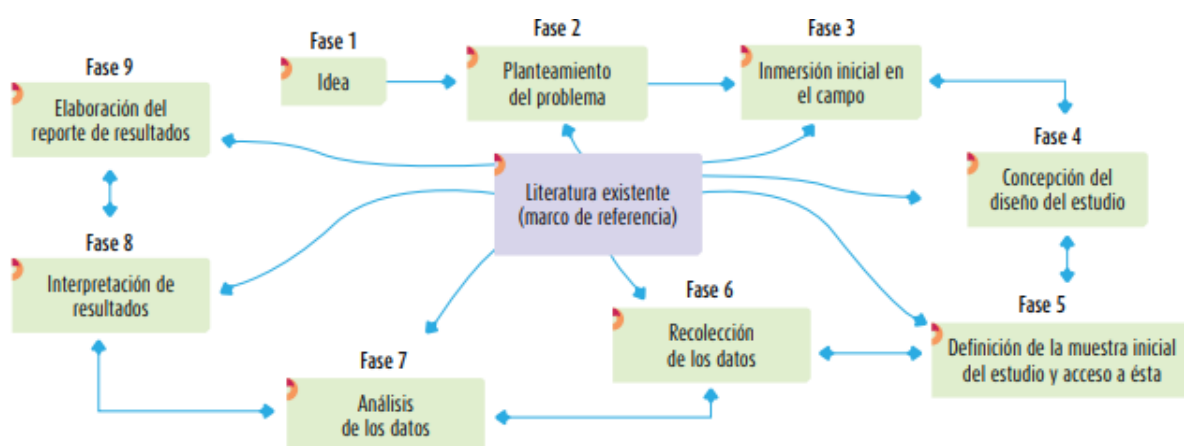 Fase 1
Idea
Fase 2
Planteamiento
del problema
Fase 3
Inmersión inicial en
el campo
Fase 4
Concepción del
diseño del estudio
Fase 5
Definición de la muestra inicial
del estudio y acceso a ésta
Fase 6
Recolección
de los datos
Fase 7
Análisis
de los datos
Fase 8
Interpretación de
resultados
Fase 9
Elaboración del
reporte de resultados
Literatura existente
(marco de referencia)